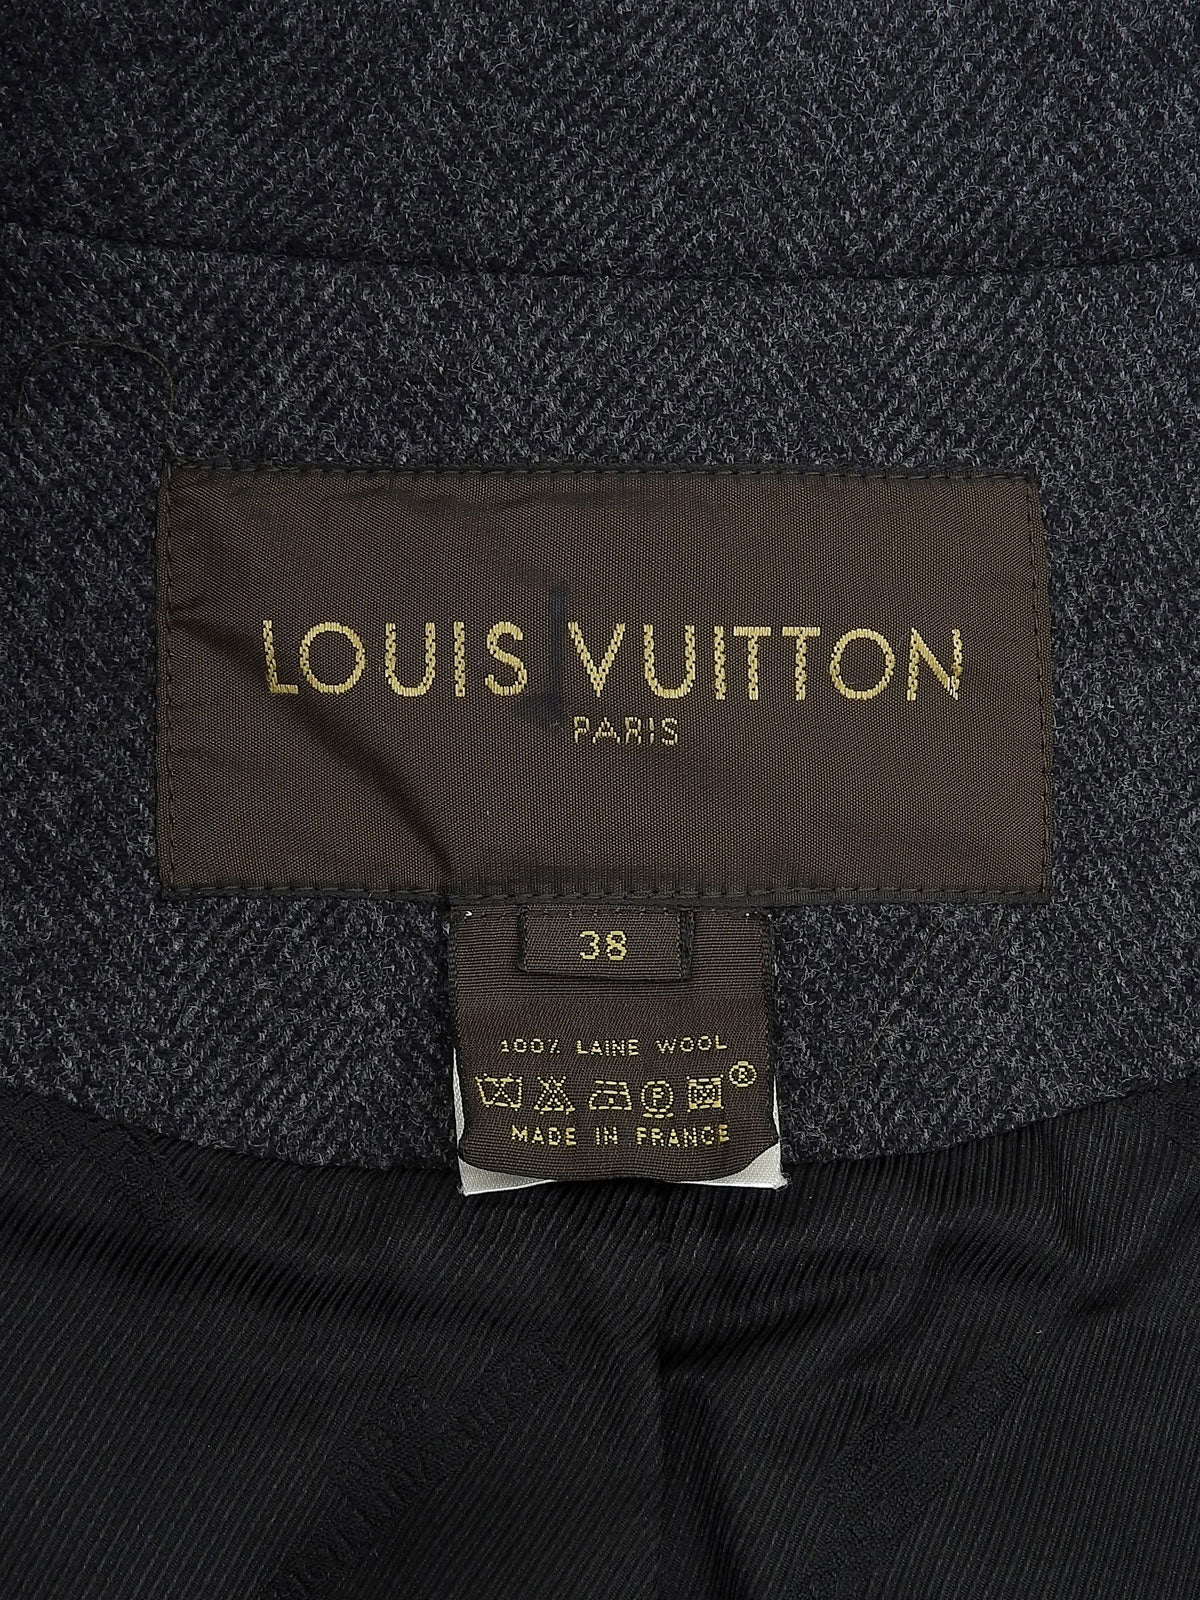 LOUIS VUITTON
PARIS
38
100% LAINE WOOL
P ®
MADE IN FRANCE